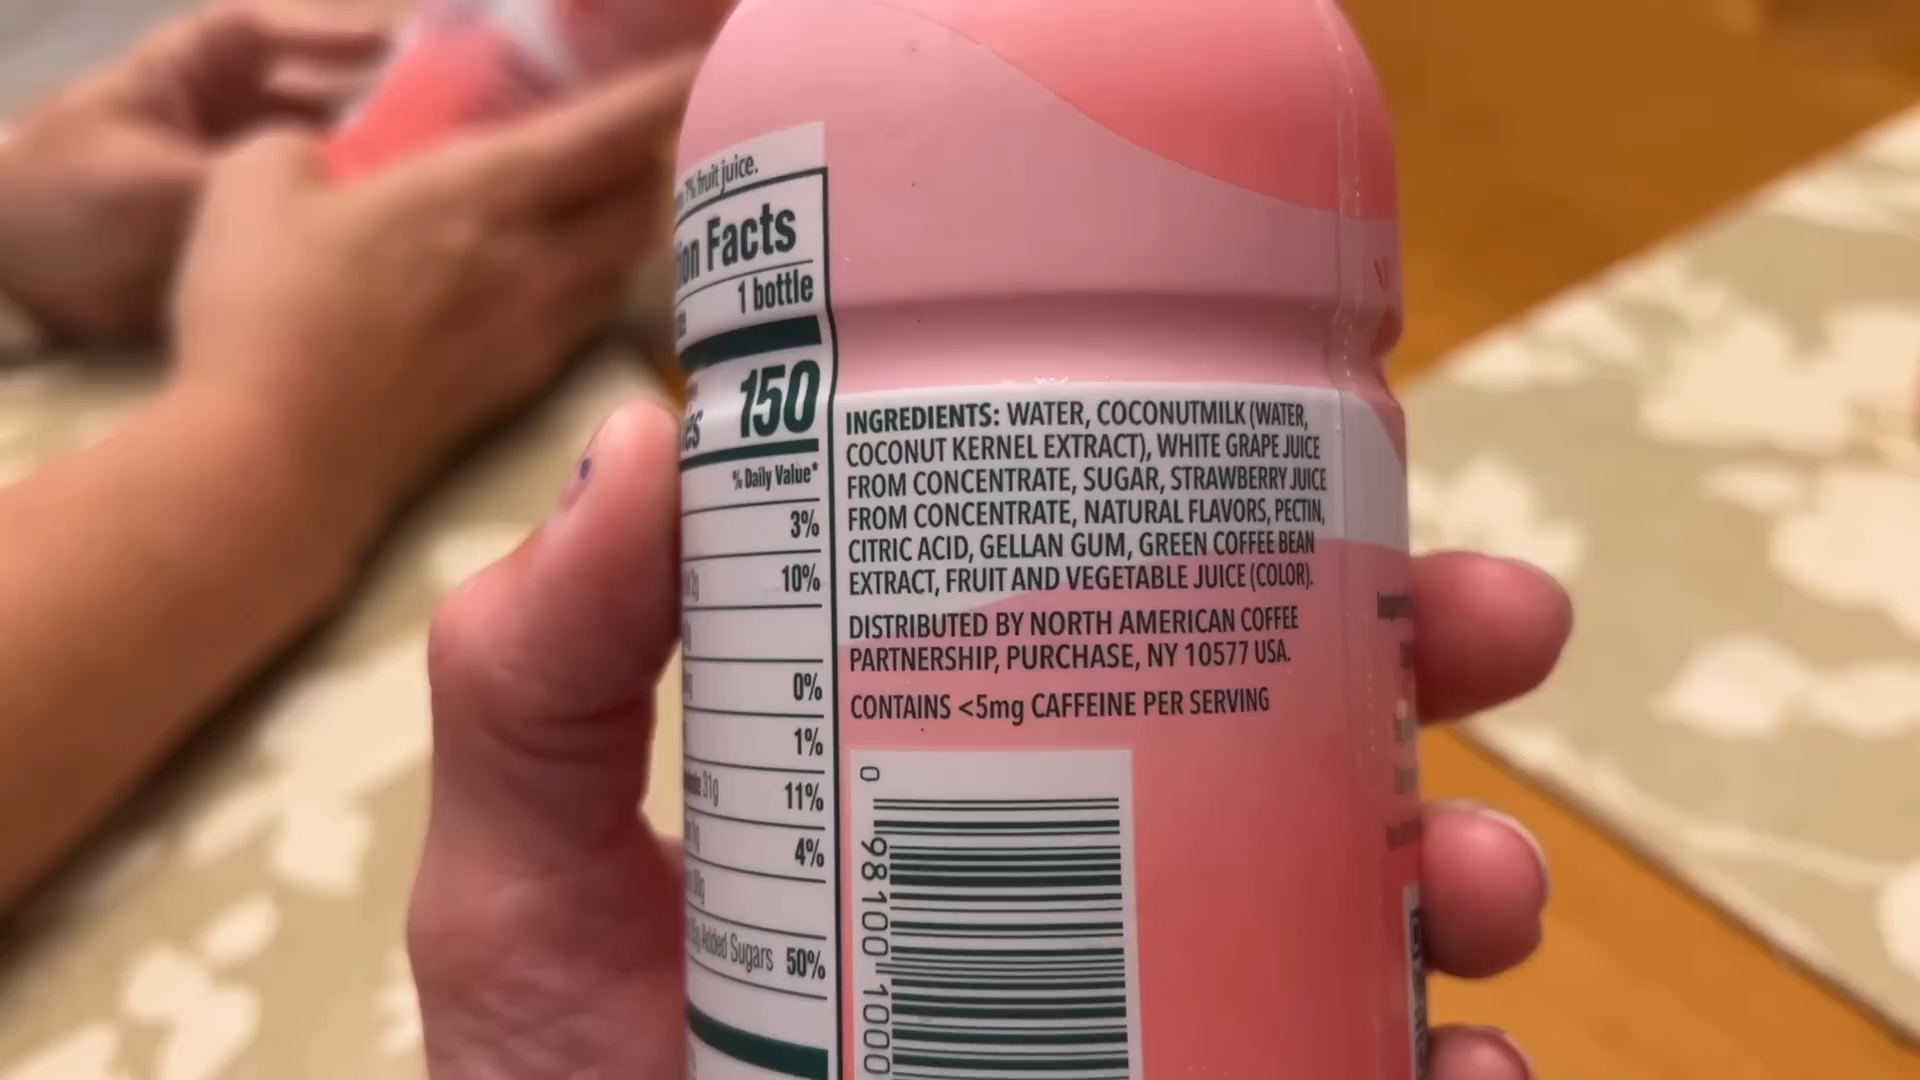 7% fruit juice.
Facts
1 bottle
150
% Daily Value*
3%
2g 10%
0%
1%
31g 11%
4%
Added Sugars 50%
INGREDIENTS: WATER, COCONUTMILK (WATER,
COCONUT KERNEL EXTRACT), WHITE GRAPE JUICE
FROM CONCENTRATE, SUGAR, STRAWBERRY JUICE
FROM CONCENTRATE, NATURAL FLAVORS, PECTIN,
CITRIC ACID, GELLAN GUM, GREEN COFFEE BEAN
EXTRACT, FRUIT AND VEGETABLE JUICE (COLOR).
DISTRIBUTED BY NORTH AMERICAN COFFEE
PARTNERSHIP, PURCHASE, NY 10577 USA.
CONTAINS <5mg CAFFEINE PER SERVING
0 98100 1000